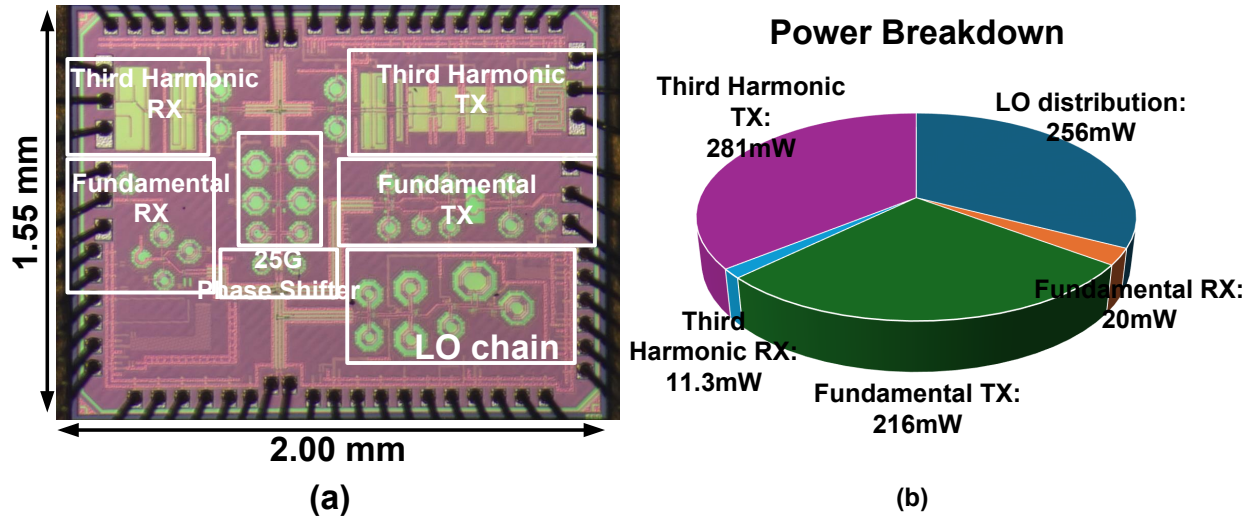 Third Harmonic
RX
Third Harmonic
TX
Fundamental
RX
Fundamental
TX
25G
Phase Shifter
LO chain
1.55 mm
2.00 mm
(a)
Power Breakdown
Third Harmonic
TX:
281mW
LO distribution:
256mW
Fundamental RX:
20mW
Third
Harmonic RX:
11.3mW
Fundamental TX:
216mW
(b)